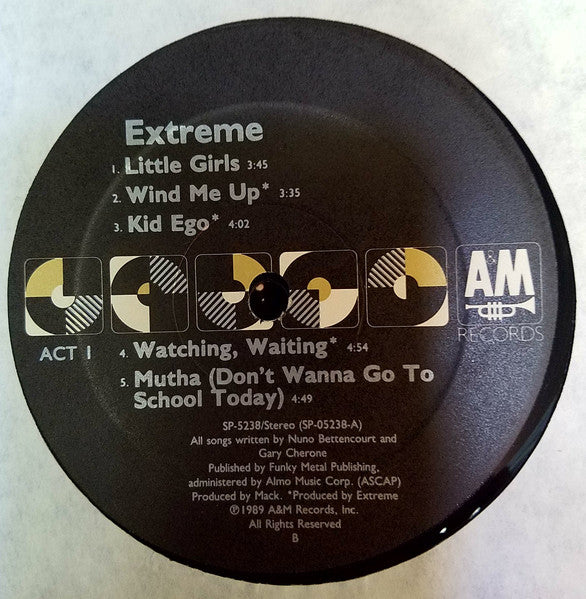 Extreme
1. Little Girls 3:45
2. Wind Me Up* 3:35
3. Kid Ego* 4:02
A&M
RECORDS
ACT I
4. Watching, Waiting* 4:54
5. Mutha (Don't Wanna Go To
School Today) 4:49
SP-5238/Stereo (SP-05238-A)
All songs written by Nuno Bettencourt and
Gary Cherone
Published by Funky Metal Publishing,
administered by Almo Music Corp. (ASCAP)
Produced by Mack. *Produced by Extreme
℗1989 A&M Records, Inc.
All Rights Reserved
B